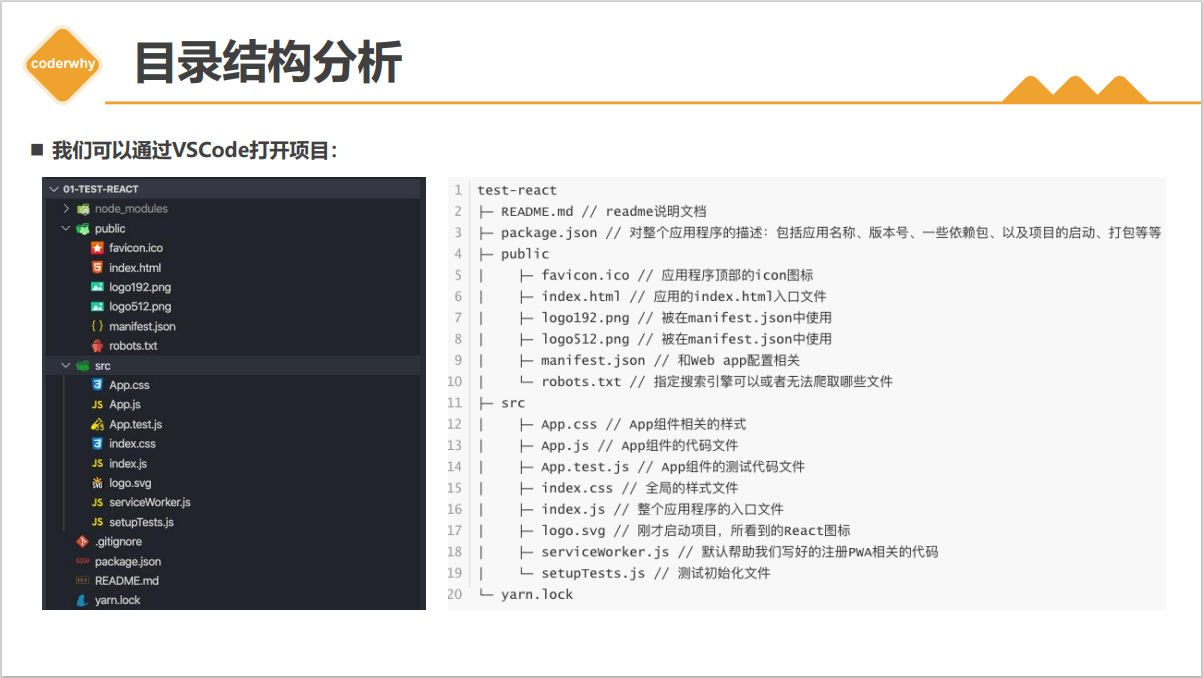 coderwhy
目录结构分析
■ 我们可以通过VSCode打开项目：
01-TEST-REACT
node_modules
public
favicon.ico
index.html
logo192.png
logo512.png
{ } manifest.json
robots.txt
src
App.css
JS App.js
App.test.js
index.css
JS index.js
logo.svg
JS serviceWorker.js
JS setupTests.js
.gitignore
package.json
README.md
yarn.lock
1 test-react
2 ├─ README.md // readme说明文档
3 ├─ package.json // 对整个应用程序的描述：包括应用名称、版本号、一些依赖包、以及项目的启动、打包等等
4 ├─ public
5 |    ├─ favicon.ico // 应用程序顶部的icon图标
6 |    ├─ index.html // 应用的index.html入口文件
7 |    ├─ logo192.png // 被在manifest.json中使用
8 |    ├─ logo512.png // 被在manifest.json中使用
9 |    ├─ manifest.json // 和Web app配置相关
10 |    └─ robots.txt // 指定搜索引擎可以或者无法爬取哪些文件
11 ├─ src
12 |    ├─ App.css // App组件相关的样式
13 |    ├─ App.js // App组件的代码文件
14 |    ├─ App.test.js // App组件的测试代码文件
15 |    ├─ index.css // 全局的样式文件
16 |    ├─ index.js // 整个应用程序的入口文件
17 |    ├─ logo.svg // 刚才启动项目，所看到的React图标
18 |    ├─ serviceWorker.js // 默认帮助我们写好的注册PWA相关的代码
19 |    └─ setupTests.js // 测试初始化文件
20 └─ yarn.lock